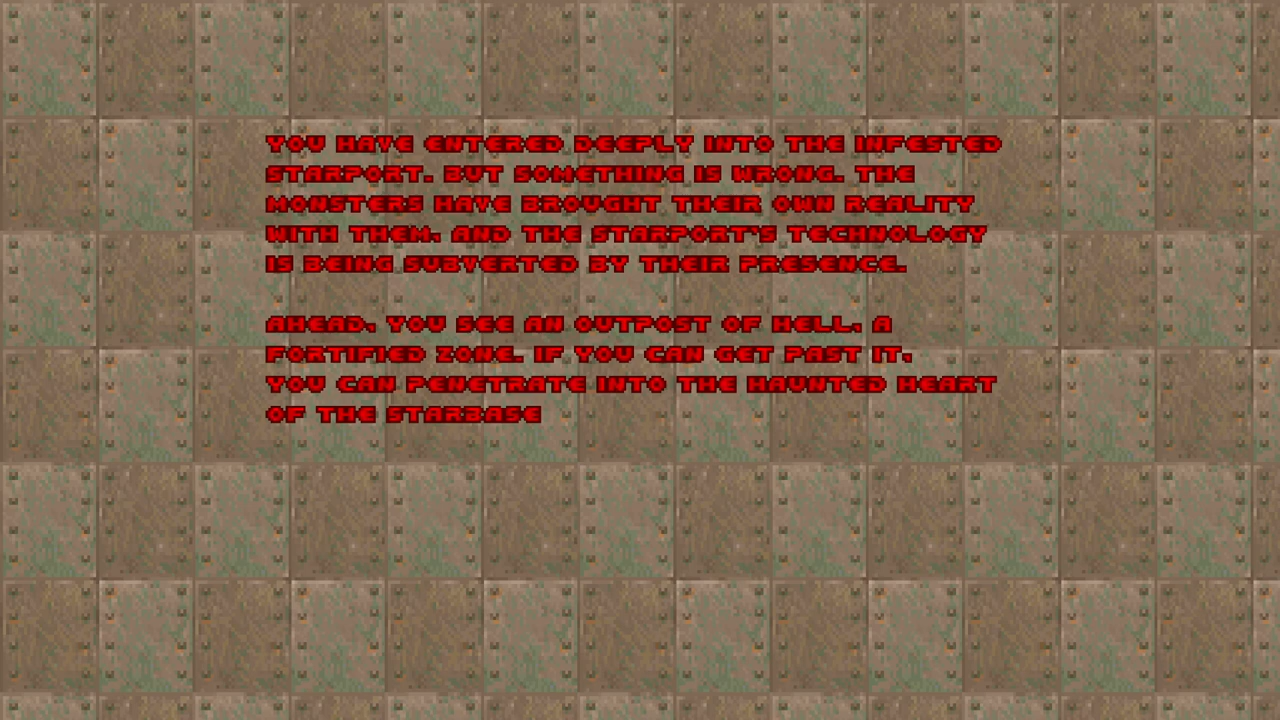 YOU HAVE ENTERED DEEPLY INTO THE INFESTED
STARPORT. BUT SOMETHING IS WRONG. THE
MONSTERS HAVE BROUGHT THEIR OWN REALITY
WITH THEM, AND THE STARPORT'S TECHNOLOGY
IS BEING SUBVERTED BY THEIR PRESENCE.

AHEAD, YOU SEE AN OUTPOST OF HELL, A
FORTIFIED ZONE. IF YOU CAN GET PAST IT,
YOU CAN PENETRATE INTO THE HAUNTED HEART
OF THE STARBASE